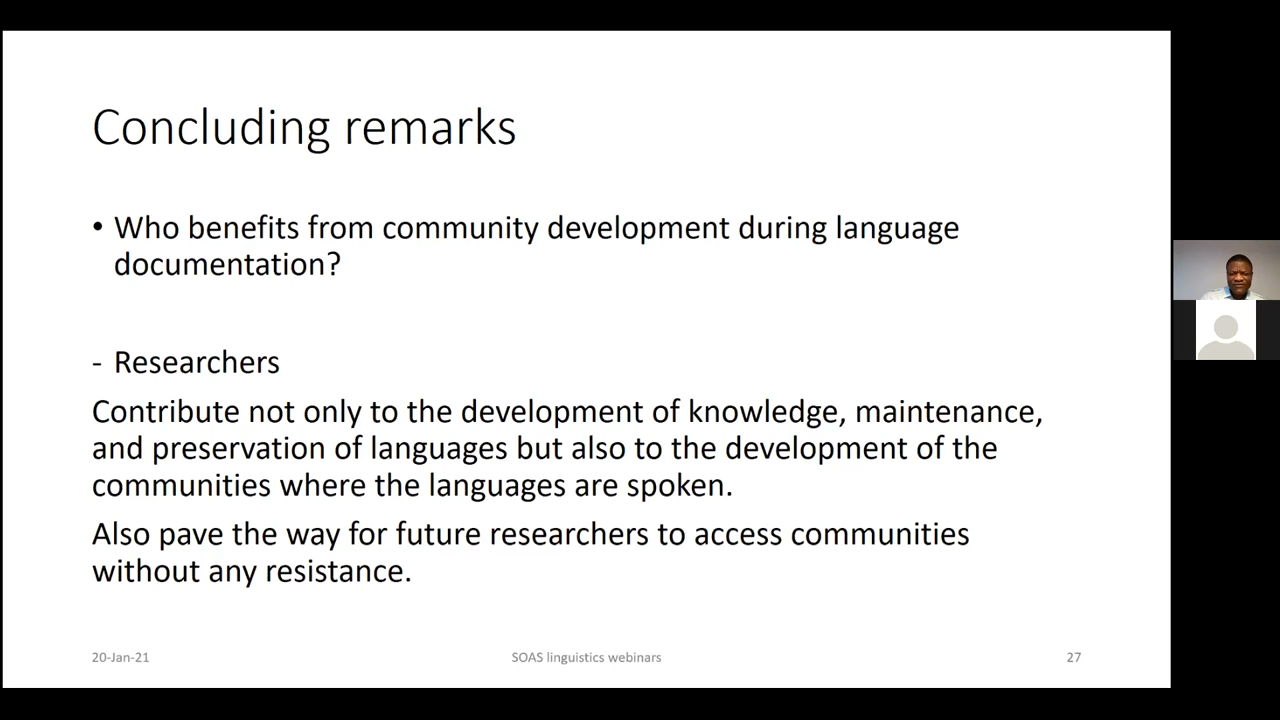 Concluding remarks
• Who benefits from community development during language
documentation?
- Researchers
Contribute not only to the development of knowledge, maintenance,
and preservation of languages but also to the development of the
communities where the languages are spoken.
Also pave the way for future researchers to access communities
without any resistance.
20-Jan-21
SOAS linguistics webinars
27